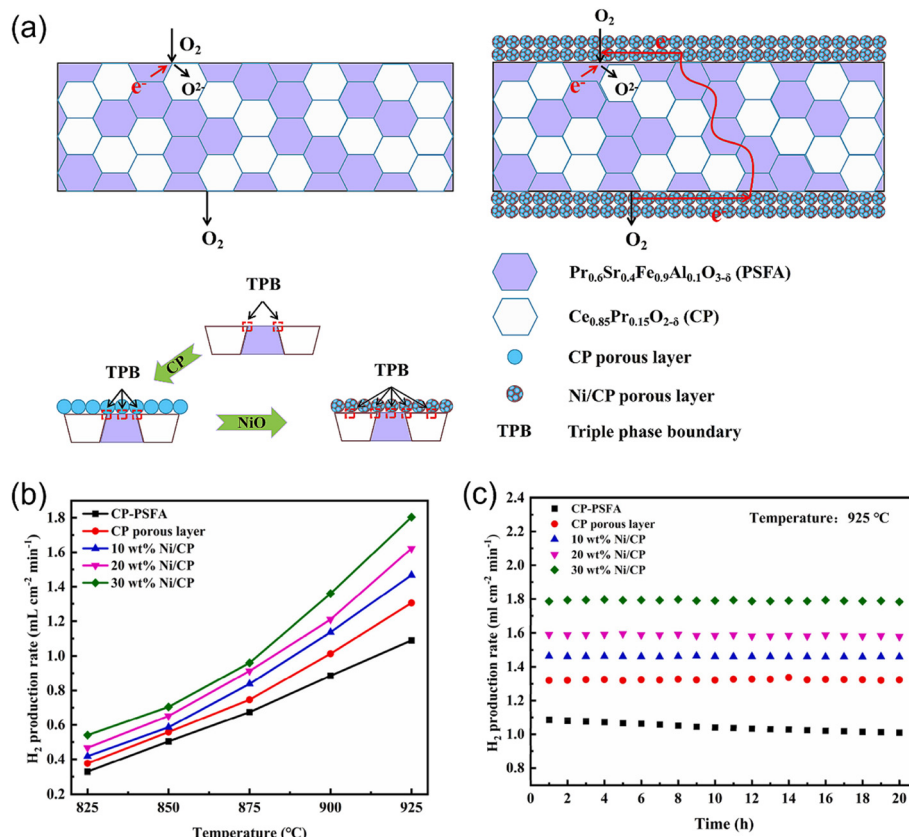 (a)
O₂
e⁻
O²⁻
O₂
O₂
e⁻
e⁻
O²⁻
O₂
e⁻
TPB
CP
TPB
NiO
TPB
Pr₀.₆Sr₀.₄Fe₀.₉Al₀.₁O₃₋δ (PSFA)
Ce₀.₈₅Pr₀.₁₅O₂₋δ (CP)
CP porous layer
Ni/CP porous layer
TPB Triple phase boundary
(b)
CP-PSFA
CP porous layer
10 wt% Ni/CP
20 wt% Ni/CP
30 wt% Ni/CP
H₂ production rate (mL cm⁻² min⁻¹)
1.8
1.6
1.4
1.2
1.0
0.8
0.6
0.4
0.2
825 850 875 900 925
Temperature (℃)
(c)
CP-PSFA
CP porous layer
10 wt% Ni/CP
20 wt% Ni/CP
30 wt% Ni/CP
Temperature: 925 ℃
H₂ production rate (ml cm⁻² min⁻¹)
2.4
2.2
2.0
1.8
1.6
1.4
1.2
1.0
0.8
0 2 4 6 8 10 12 14 16 18 20
Time (h)